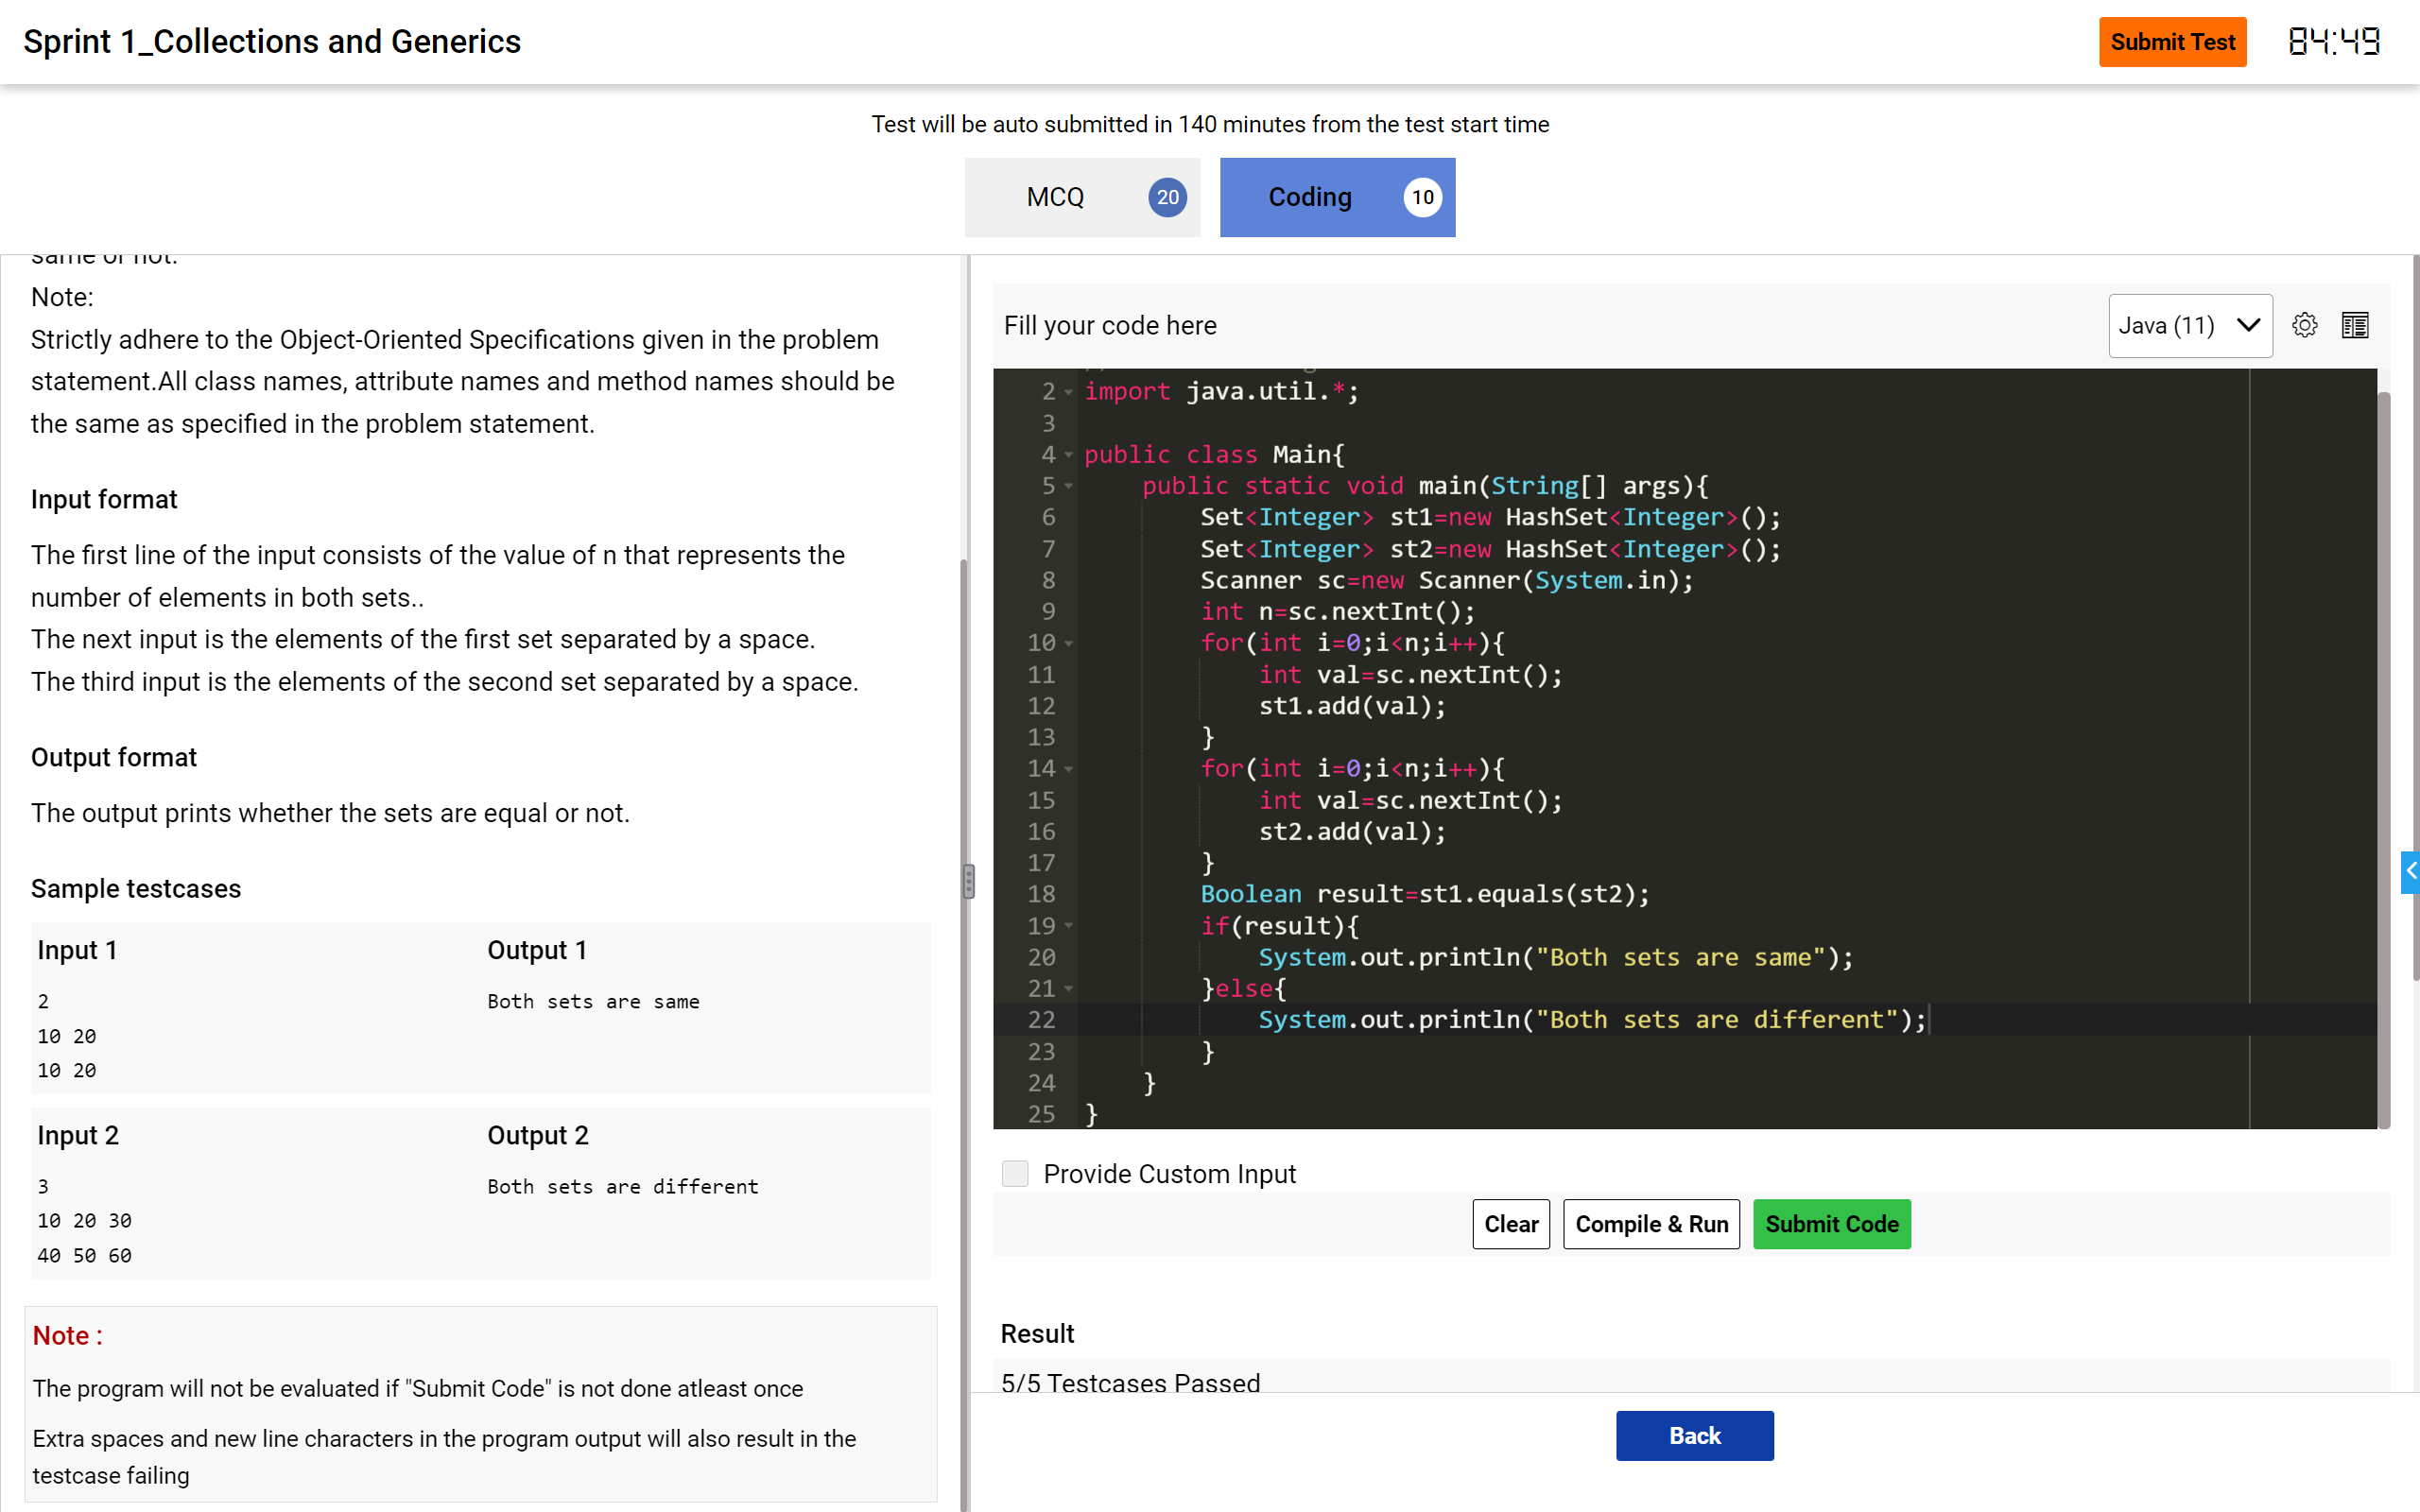 Sprint 1_Collections and Generics
Submit Test
84:49
Test will be auto submitted in 140 minutes from the test start time
MCQ 20
Coding 10
same or not.
Note:
Strictly adhere to the Object-Oriented Specifications given in the problem
statement.All class names, attribute names and method names should be
the same as specified in the problem statement.
Input format
The first line of the input consists of the value of n that represents the
number of elements in both sets..
The next input is the elements of the first set separated by a space.
The third input is the elements of the second set separated by a space.
Output format
The output prints whether the sets are equal or not.
Sample testcases
Input 1
Output 1
2
Both sets are same
10 20
10 20
Input 2
Output 2
3
Both sets are different
10 20 30
40 50 60
Note :
The program will not be evaluated if "Submit Code" is not done atleast once
Extra spaces and new line characters in the program output will also result in the
testcase failing
Fill your code here
Java (11)
2 import java.util.*;
3
4 public class Main{
5     public static void main(String[] args){
6         Set<Integer> st1=new HashSet<Integer>();
7         Set<Integer> st2=new HashSet<Integer>();
8         Scanner sc=new Scanner(System.in);
9         int n=sc.nextInt();
10         for(int i=0;i<n;i++){
11             int val=sc.nextInt();
12             st1.add(val);
13         }
14         for(int i=0;i<n;i++){
15             int val=sc.nextInt();
16             st2.add(val);
17         }
18         Boolean result=st1.equals(st2);
19         if(result){
20             System.out.println("Both sets are same");
21         }else{
22             System.out.println("Both sets are different");
23         }
24     }
25 }
Provide Custom Input
Clear
Compile & Run
Submit Code
Result
5/5 Testcases Passed
Back